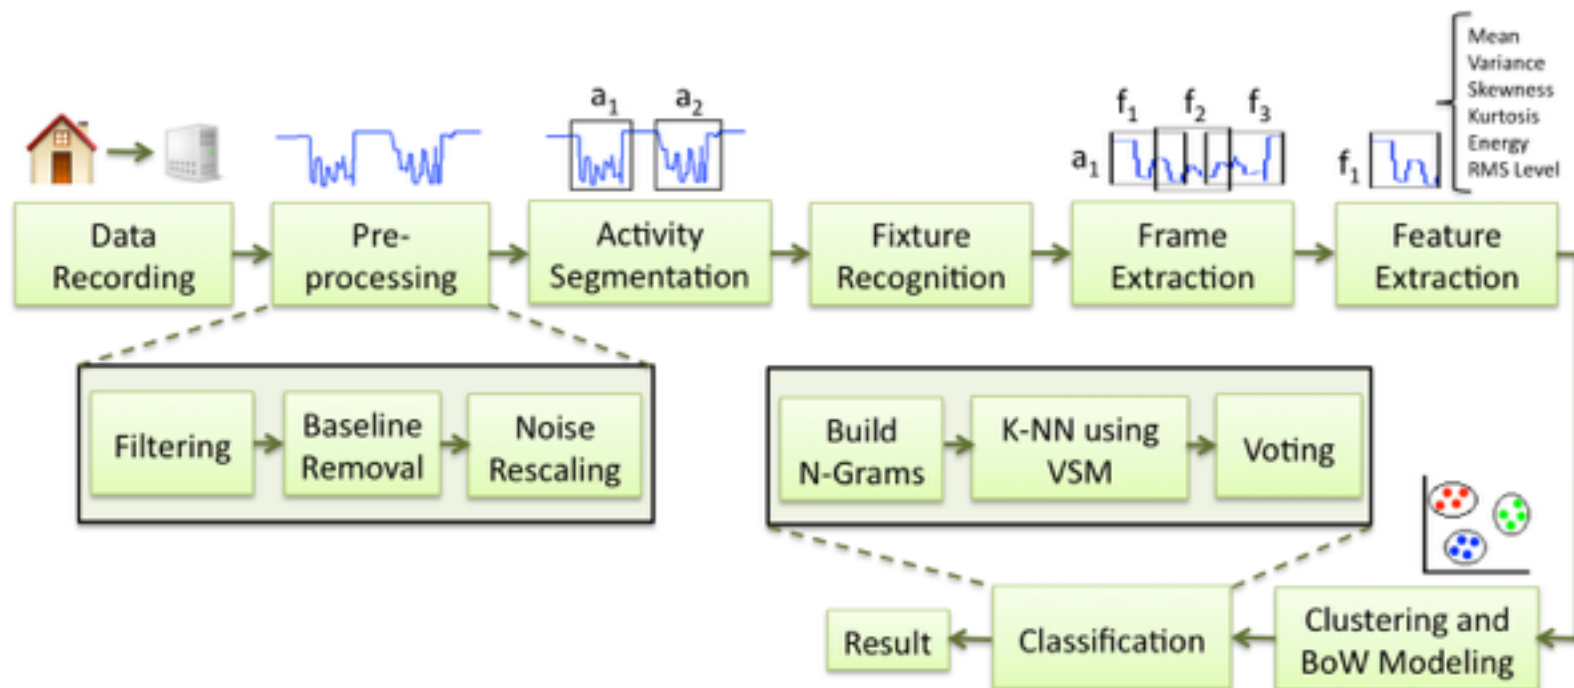 Mean
Variance
Skewness
Kurtosis
Energy
RMS Level
a1 a2
f1 f2 f3
a1
f1
Data
Recording
Pre-
processing
Activity
Segmentation
Fixture
Recognition
Frame
Extraction
Feature
Extraction
Filtering
Baseline
Removal
Noise
Rescaling
Build
N-Grams
K-NN using
VSM
Voting
Result
Classification
Clustering and
BoW Modeling